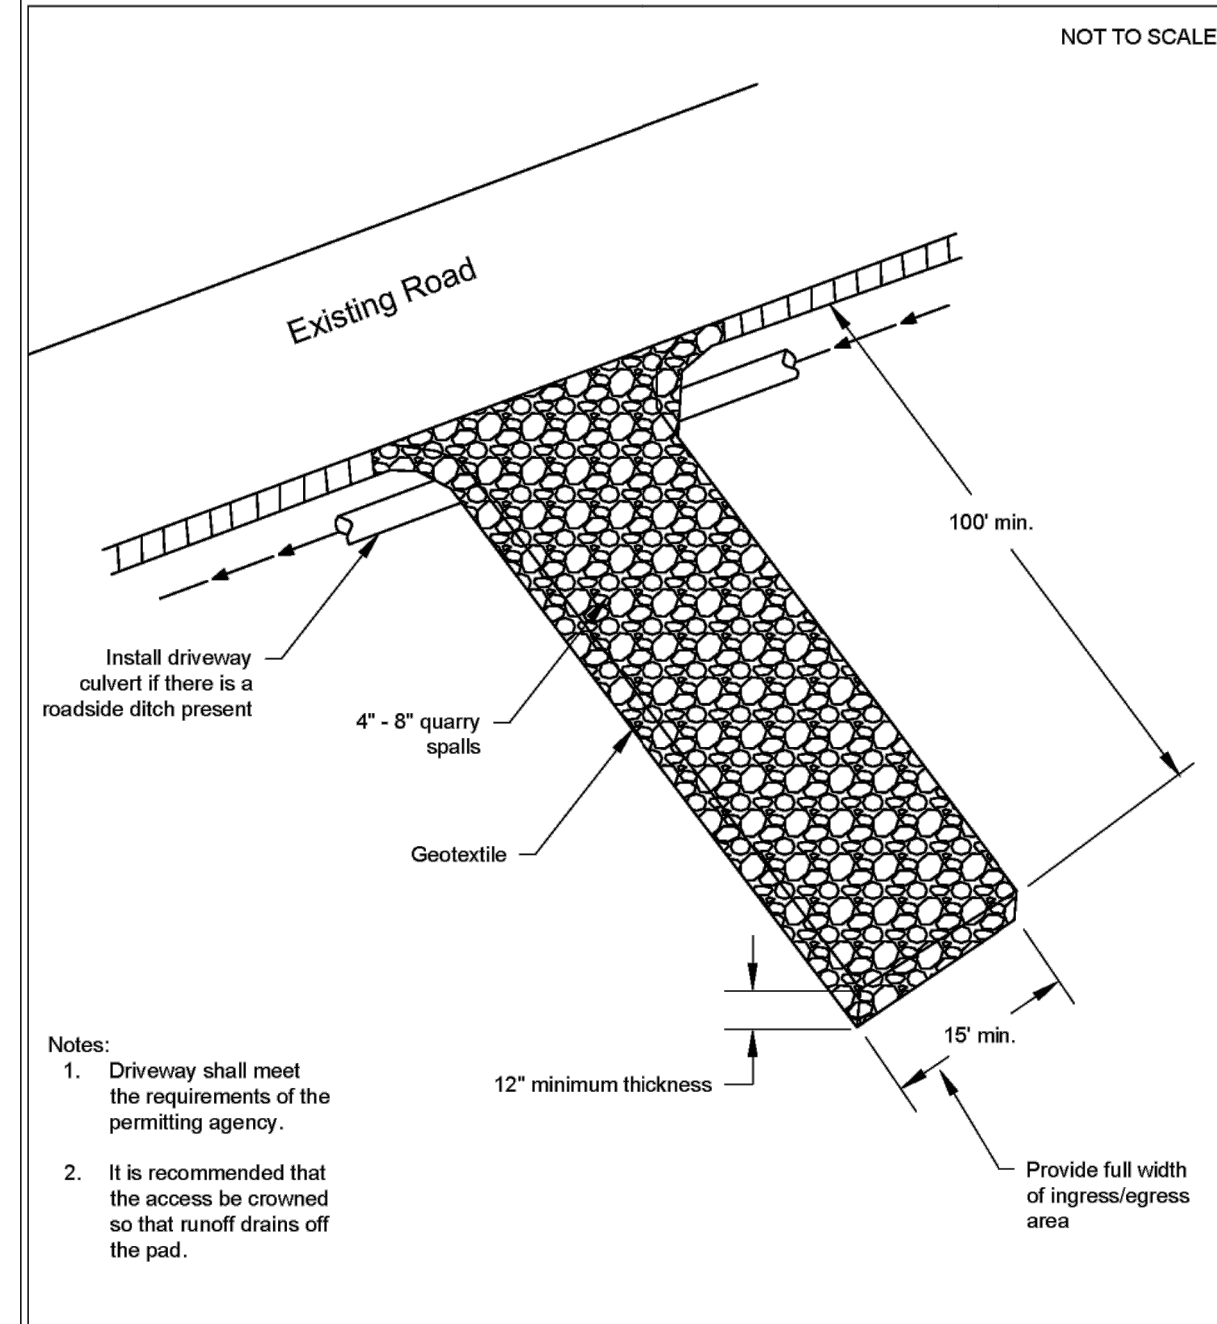 NOT TO SCALE
Existing Road
100' min.
Install driveway
culvert if there is a
roadside ditch present
4" - 8" quarry
spalls
Geotextile
12" minimum thickness
15' min.
Provide full width
of ingress/egress
area
Notes:
1. Driveway shall meet
the requirements of the
permitting agency.
2. It is recommended that
the access be crowned
so that runoff drains off
the pad.